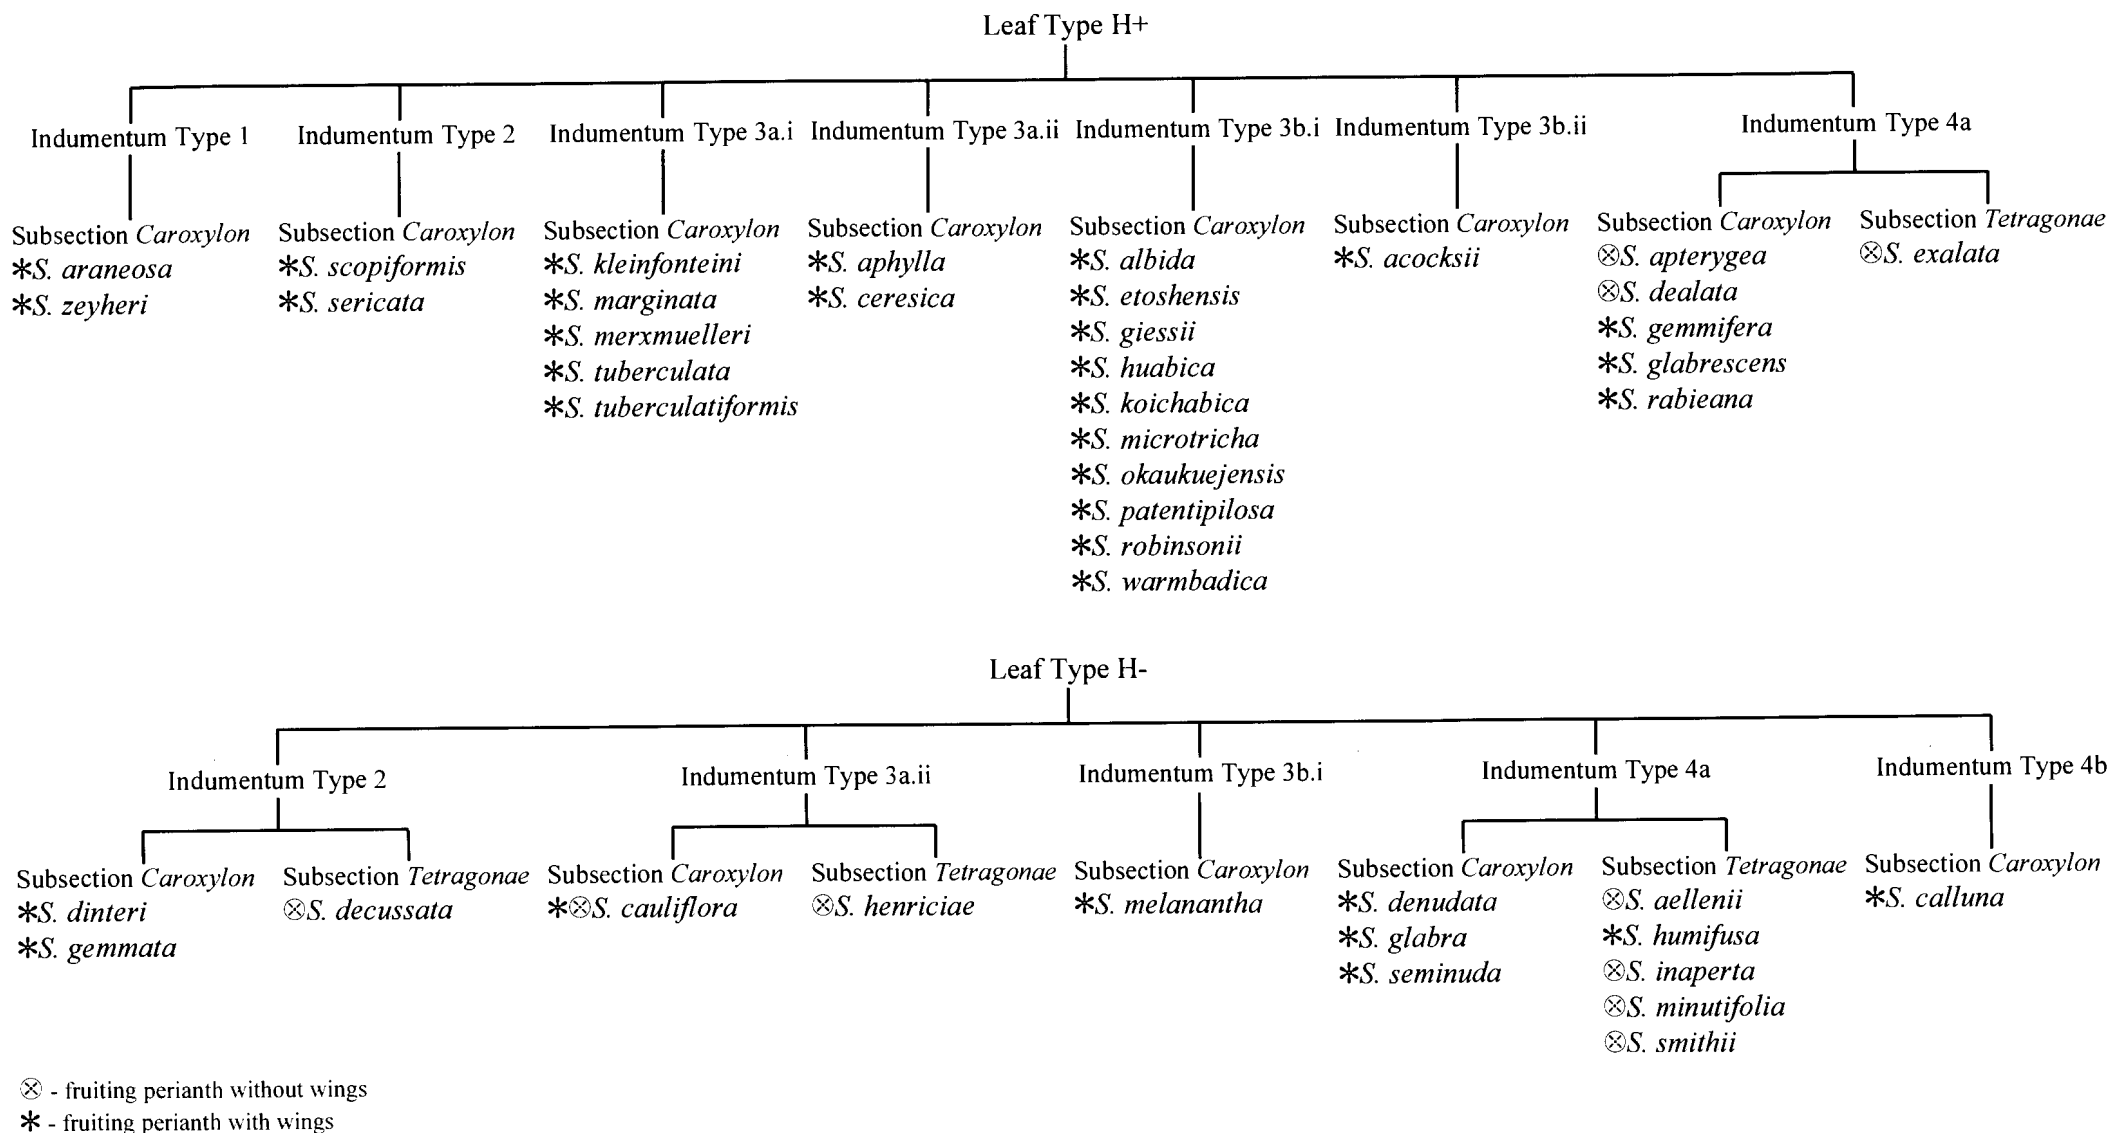 Leaf Type H+
Indumentum Type 1
Subsection Caroxylon
*S. araneosa
*S. zeyheri
Indumentum Type 2
Subsection Caroxylon
*S. scopiformis
*S. sericata
Indumentum Type 3a.i
Subsection Caroxylon
*S. kleinfonteini
*S. marginata
*S. merxmuelleri
*S. tuberculata
*S. tuberculatiformis
Indumentum Type 3a.ii
Subsection Caroxylon
*S. aphylla
*S. ceresica
Indumentum Type 3b.i
Subsection Caroxylon
*S. albida
*S. etoshensis
*S. giessii
*S. huabica
*S. koichabica
*S. microtricha
*S. okaukuejensis
*S. patentipilosa
*S. robinsonii
*S. warmbadica
Indumentum Type 3b.ii
Subsection Caroxylon
*S. acocksii
Indumentum Type 4a
Subsection Caroxylon
⊗S. apterygea
⊗S. dealata
*S. gemmifera
*S. glabrescens
*S. rabieana
Subsection Tetragonae
⊗S. exalata
Leaf Type H-
Indumentum Type 2
Subsection Caroxylon
*S. dinteri
*S. gemmata
Subsection Tetragonae
⊗S. decussata
Indumentum Type 3a.ii
Subsection Caroxylon
*⊗S. cauliflora
Subsection Tetragonae
⊗S. henriciae
Indumentum Type 3b.i
Subsection Caroxylon
*S. melanantha
Indumentum Type 4a
Subsection Caroxylon
*S. denudata
*S. glabra
*S. seminuda
Subsection Tetragonae
⊗S. aellenii
*S. humifusa
⊗S. inaperta
⊗S. minutifolia
⊗S. smithii
Indumentum Type 4b
Subsection Caroxylon
*S. calluna
⊗ - fruiting perianth without wings
* - fruiting perianth with wings